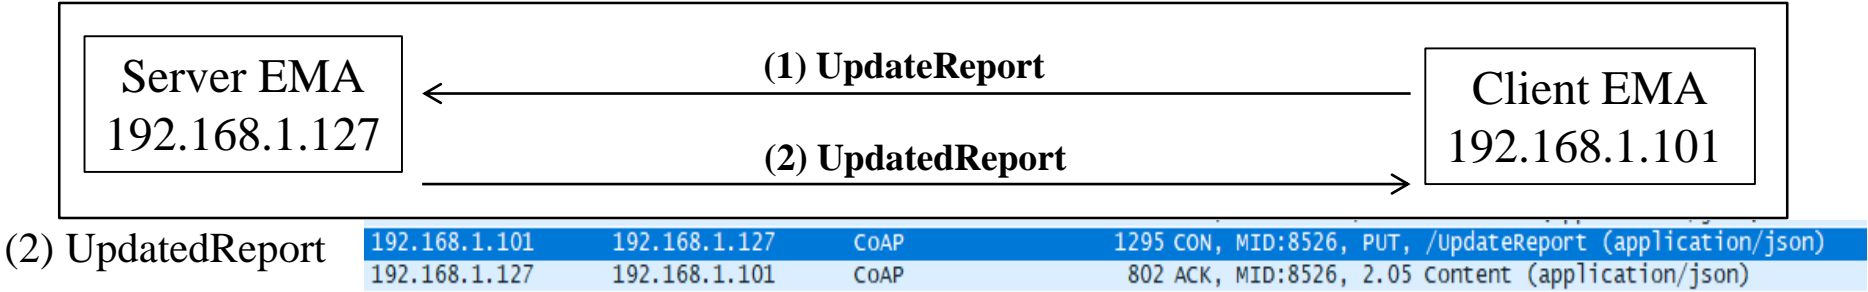 Server EMA
192.168.1.127
(1) UpdateReport
(2) UpdatedReport
Client EMA
192.168.1.101
(2) UpdatedReport
192.168.1.101 192.168.1.127 CoAP 1295 CON, MID:8526, PUT, /UpdateReport (application/json)
192.168.1.127 192.168.1.101 CoAP 802 ACK, MID:8526, 2.05 Content (application/json)